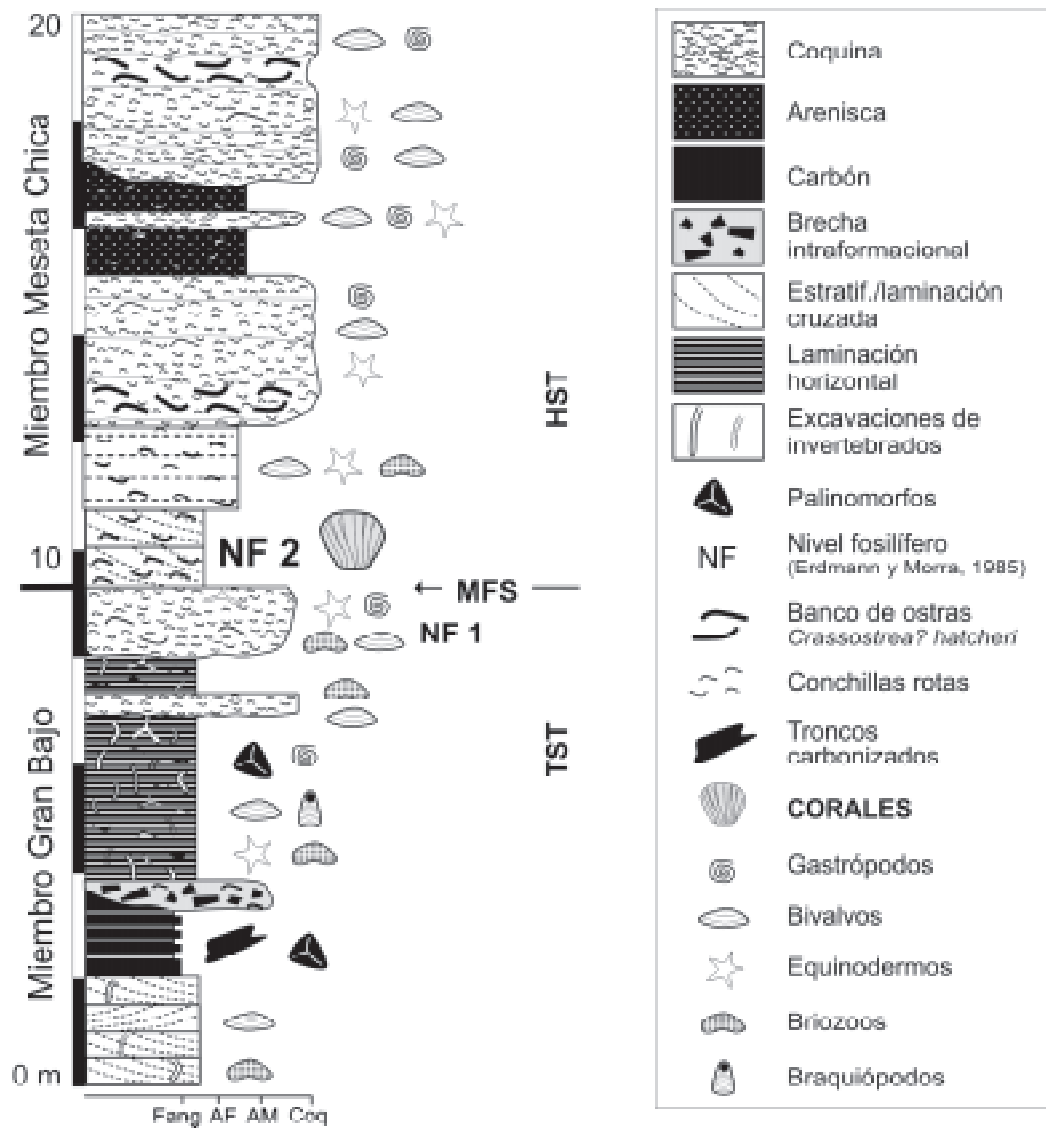 20
Miembro Meseta Chica
HST
10
NF 2
← MFS
NF 1
Miembro Gran Bajo
TST
0 m
Fang AF AM Coq
Coquina
Arenisca
Carbón
Brecha
intraformacional
Estratif./laminación
cruzada
Laminación
horizontal
Excavaciones de
invertebrados
Palinomorfos
NF
Nivel fosilífero
(Erdmann y Morra, 1985)
Banco de ostras
Crassostrea? hatcheri
Conchillas rotas
Troncos
carbonizados
CORALES
Gastrópodos
Bivalvos
Equinodermos
Briozoos
Braquiópodos